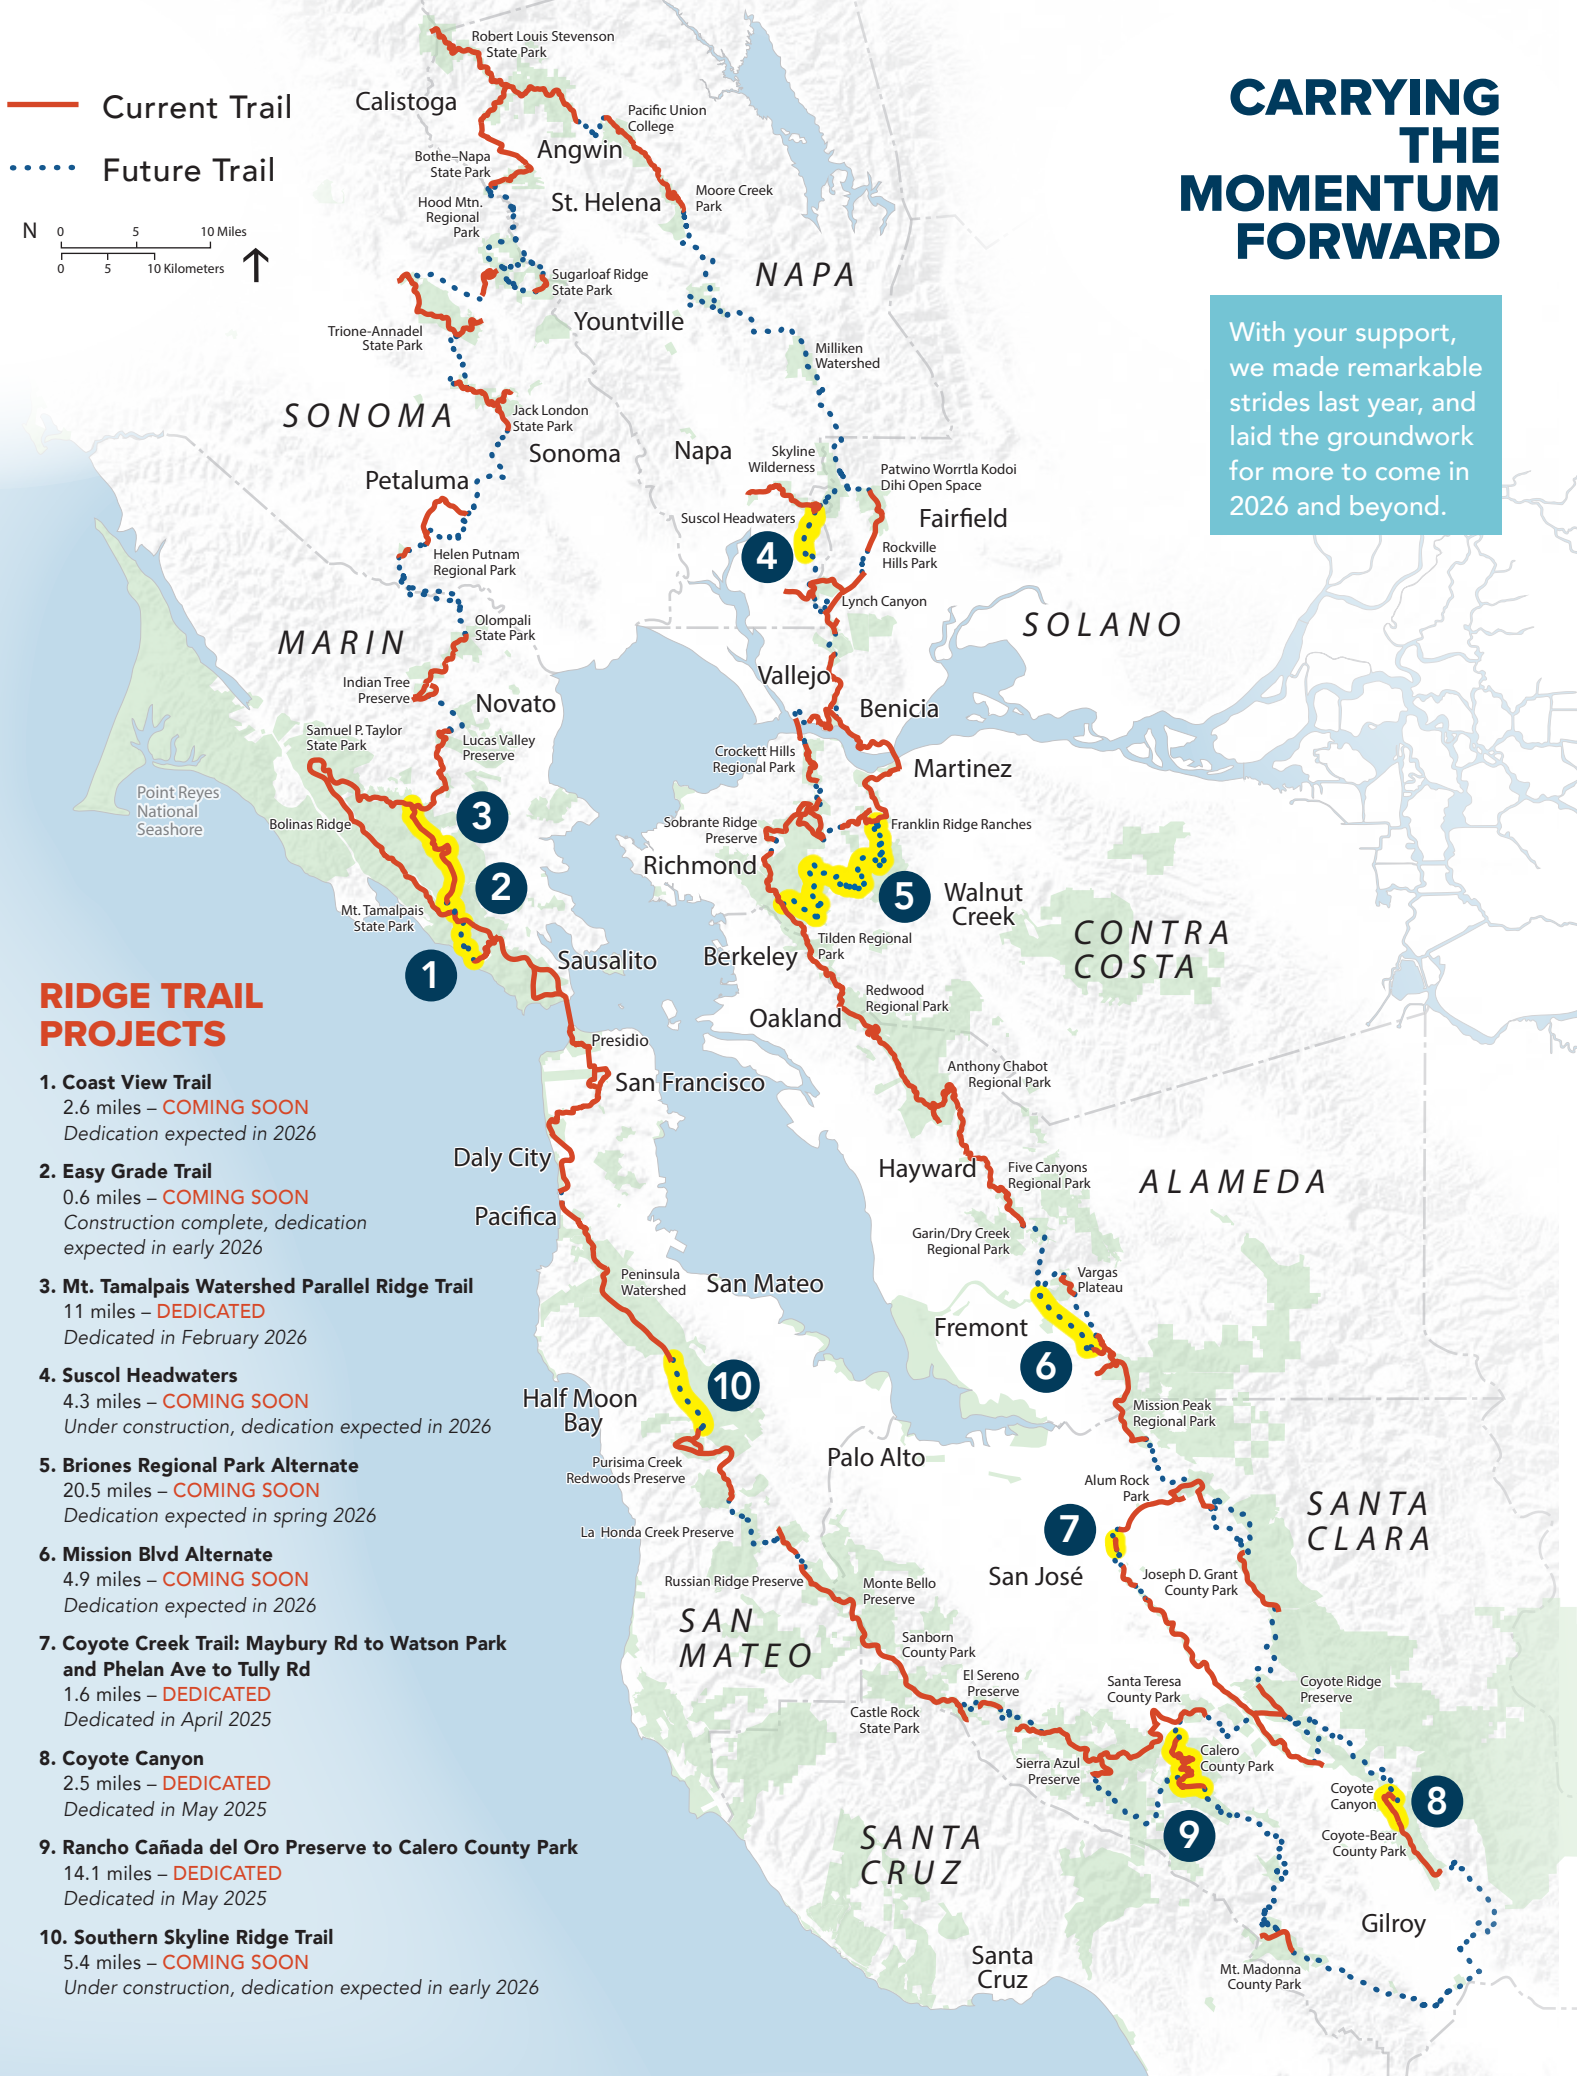 CARRYING
THE
MOMENTUM
FORWARD
With your support,
we made remarkable
strides last year, and
laid the groundwork
for more to come in
2026 and beyond.
Current Trail
Future Trail
N
0 5 10 Miles
0 5 10 Kilometers
Robert Louis Stevenson
State Park
Calistoga
Pacific Union
College
Angwin
Bothe–Napa
State Park
St. Helena
Moore Creek
Park
Hood Mtn.
Regional
Park
NAPA
Sugarloaf Ridge
State Park
Yountville
Trione-Annadel
State Park
Milliken
Watershed
SONOMA
Jack London
State Park
Sonoma
Napa
Skyline
Wilderness
Patwino Worrtla Kodoi
Dihi Open Space
Petaluma
Suscol Headwaters
Fairfield
4
Rockville
Hills Park
Helen Putnam
Regional Park
Lynch Canyon
SOLANO
Olompali
State Park
MARIN
Indian Tree
Preserve
Vallejo
Novato
Benicia
Samuel P. Taylor
State Park
Lucas Valley
Preserve
Crockett Hills
Regional Park
Martinez
Point Reyes
National
Seashore
3
Bolinas Ridge
Sobrante Ridge
Preserve
Franklin Ridge Ranches
Richmond
2
5
Walnut
Creek
Mt. Tamalpais
State Park
Tilden Regional
Park
CONTRA
COSTA
Berkeley
Sausalito
1
Redwood
Regional Park
Oakland
Presidio
San Francisco
Anthony Chabot
Regional Park
Daly City
Hayward
Five Canyons
Regional Park
ALAMEDA
Pacifica
Garin/Dry Creek
Regional Park
Peninsula
Watershed
San Mateo
Vargas
Plateau
Fremont
6
10
Half Moon
Bay
Mission Peak
Regional Park
Purisima Creek
Redwoods Preserve
Palo Alto
Alum Rock
Park
SANTA
CLARA
La Honda Creek Preserve
7
San José
Joseph D. Grant
County Park
Russian Ridge Preserve
Monte Bello
Preserve
SAN
MATEO
Sanborn
County Park
El Sereno
Preserve
Santa Teresa
County Park
Coyote Ridge
Preserve
Castle Rock
State Park
Sierra Azul
Preserve
Calero
County Park
Coyote
Canyon
8
9
Coyote-Bear
County Park
SANTA
CRUZ
Gilroy
Santa
Cruz
Mt. Madonna
County Park
RIDGE TRAIL
PROJECTS
1. Coast View Trail
2.6 miles – COMING SOON
Dedication expected in 2026
2. Easy Grade Trail
0.6 miles – COMING SOON
Construction complete, dedication
expected in early 2026
3. Mt. Tamalpais Watershed Parallel Ridge Trail
11 miles – DEDICATED
Dedicated in February 2026
4. Suscol Headwaters
4.3 miles – COMING SOON
Under construction, dedication expected in 2026
5. Briones Regional Park Alternate
20.5 miles – COMING SOON
Dedication expected in spring 2026
6. Mission Blvd Alternate
4.9 miles – COMING SOON
Dedication expected in 2026
7. Coyote Creek Trail: Maybury Rd to Watson Park
and Phelan Ave to Tully Rd
1.6 miles – DEDICATED
Dedicated in April 2025
8. Coyote Canyon
2.5 miles – DEDICATED
Dedicated in May 2025
9. Rancho Cañada del Oro Preserve to Calero County Park
14.1 miles – DEDICATED
Dedicated in May 2025
10. Southern Skyline Ridge Trail
5.4 miles – COMING SOON
Under construction, dedication expected in early 2026